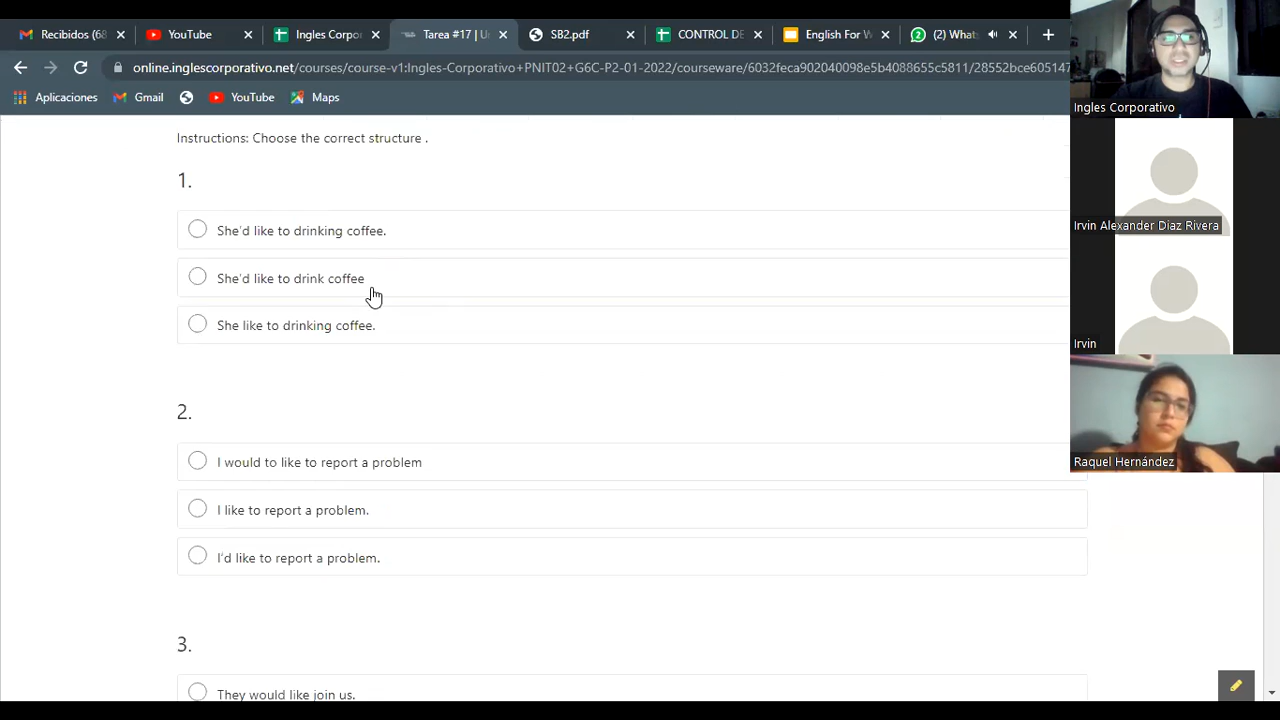 Recibidos (68
YouTube
Ingles Corpor
Tarea #17 | U
SB2.pdf
CONTROL DE
English For W
(2) Whats
online.inglescorporativo.net/courses/course-v1:Ingles-Corporativo+PNIT02+G6C-P2-01-2022/courseware/6032feca902040098e5b4088655c5811/28552bce605147
Aplicaciones
Gmail
YouTube
Maps
Instructions: Choose the correct structure .
1.
She'd like to drinking coffee.
She'd like to drink coffee
She like to drinking coffee.
2.
I would to like to report a problem
I like to report a problem.
I'd like to report a problem.
3.
They would like join us.
Ingles Corporativo
Irvin Alexander Diaz Rivera
Irvin
Raquel Hernández